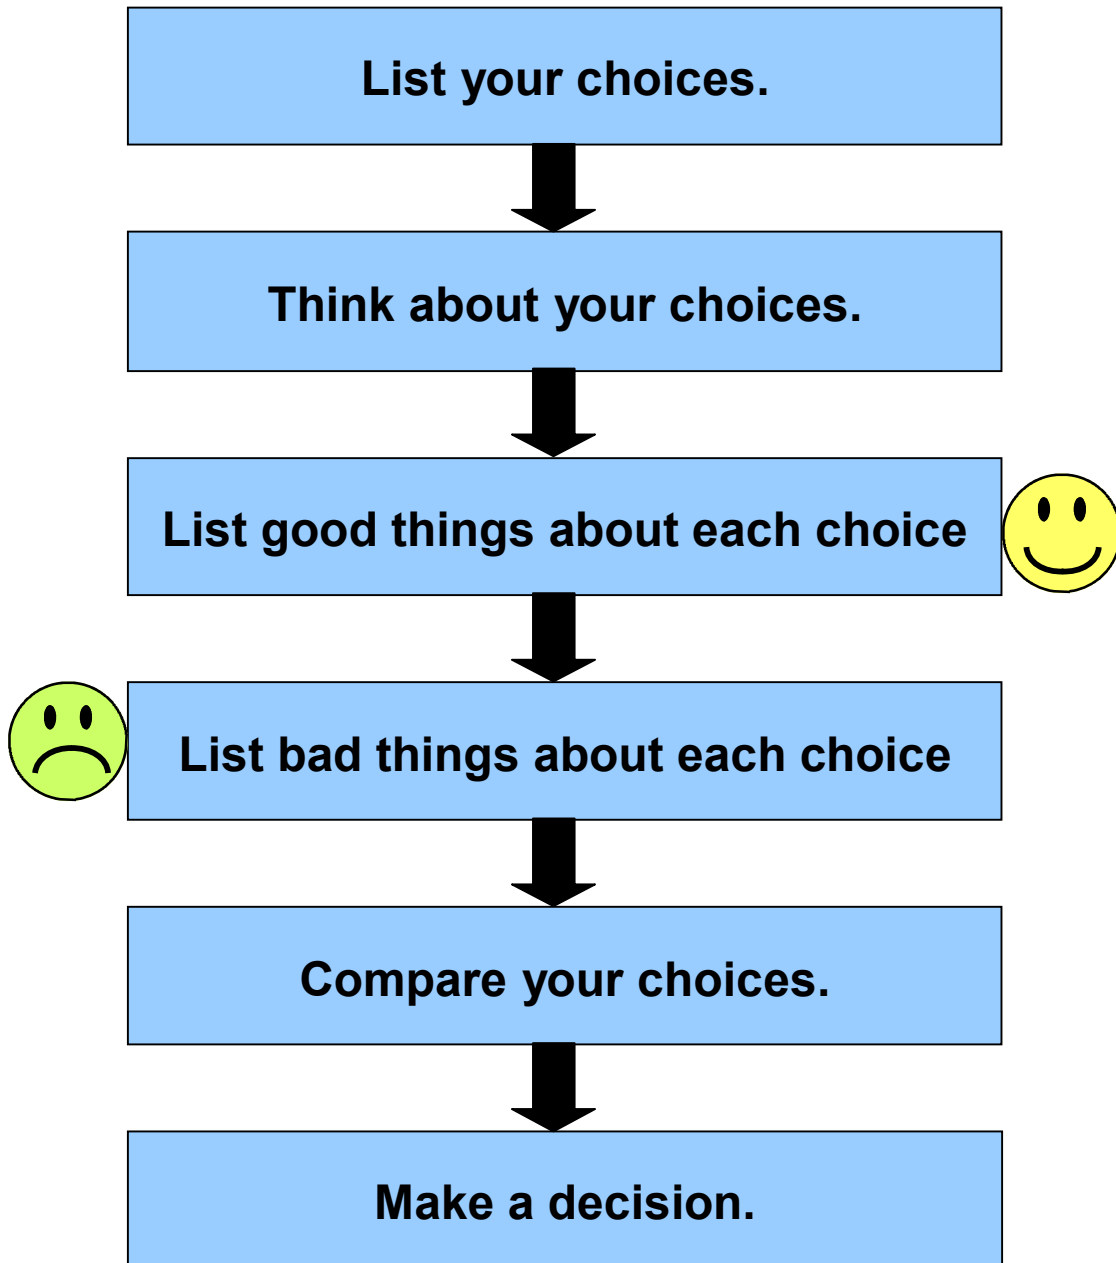 List your choices.
Think about your choices.
List good things about each choice
List bad things about each choice
Compare your choices.
Make a decision.